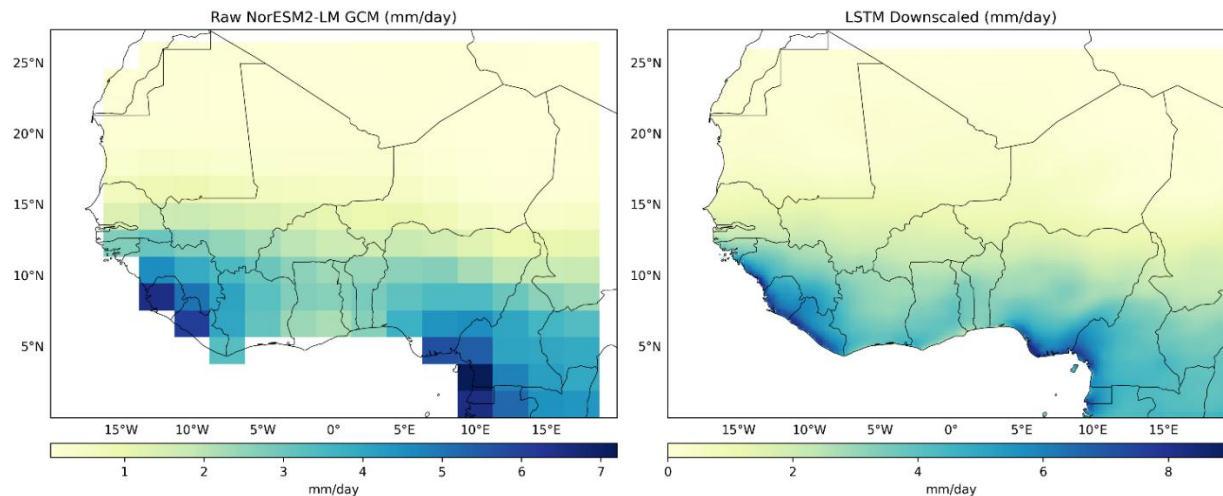 Raw NorESM2-LM GCM (mm/day)
25°N
20°N
15°N
10°N
5°N
15°W 10°W 5°W 0° 5°E 10°E 15°E
1 2 3 4 5 6 7
mm/day
LSTM Downscaled (mm/day)
25°N
20°N
15°N
10°N
5°N
15°W 10°W 5°W 0° 5°E 10°E 15°E
0 2 4 6 8
mm/day